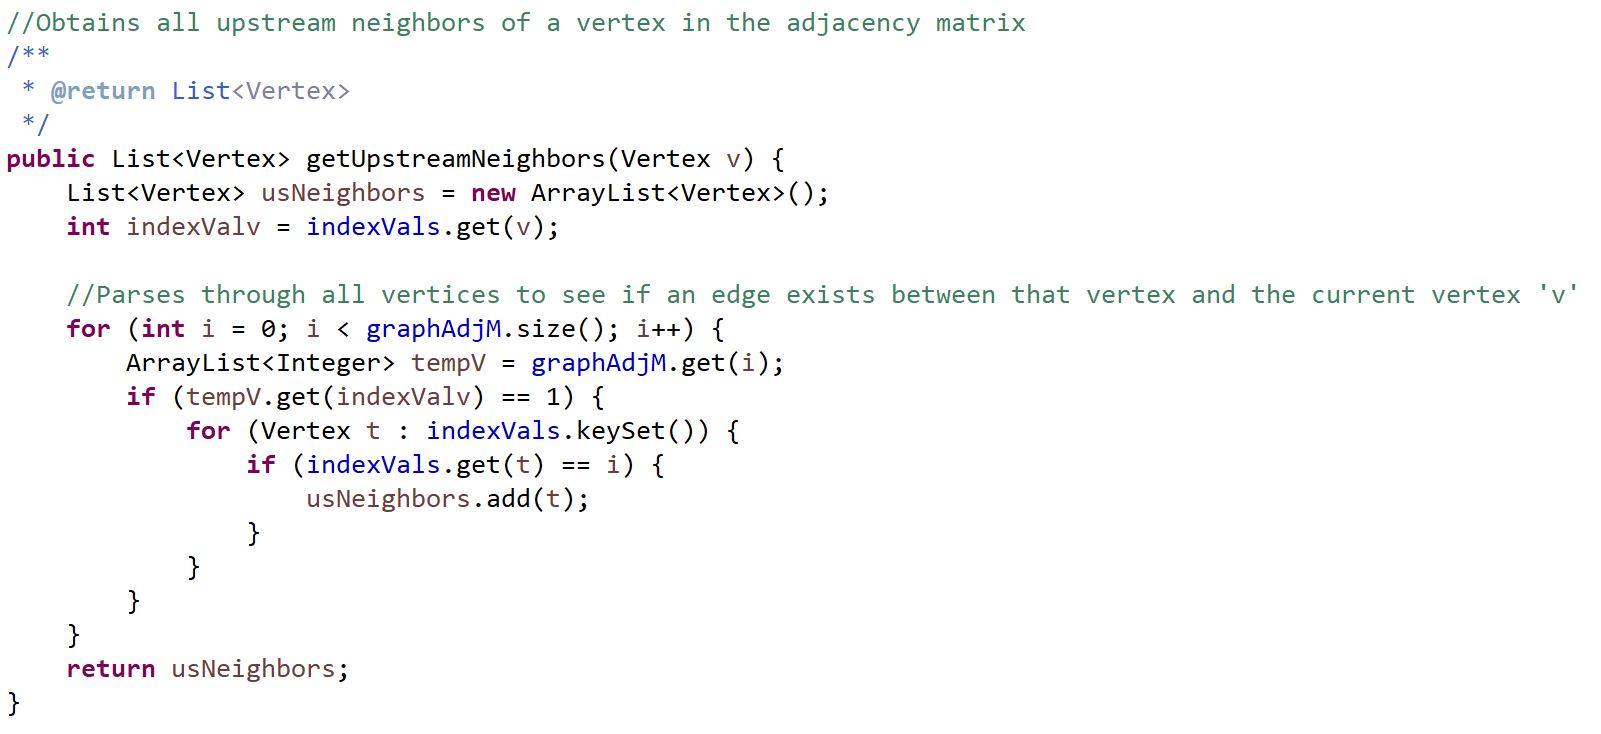 //Obtains all upstream neighbors of a vertex in the adjacency matrix
/**
 * @return List<Vertex>
 */
public List<Vertex> getUpstreamNeighbors(Vertex v) {
    List<Vertex> usNeighbors = new ArrayList<Vertex>();
    int indexValv = indexVals.get(v);

    //Parses through all vertices to see if an edge exists between that vertex and the current vertex 'v'
    for (int i = 0; i < graphAdjM.size(); i++) {
        ArrayList<Integer> tempV = graphAdjM.get(i);
        if (tempV.get(indexValv) == 1) {
            for (Vertex t : indexVals.keySet()) {
                if (indexVals.get(t) == i) {
                    usNeighbors.add(t);
                }
            }
        }
    }
    return usNeighbors;
}